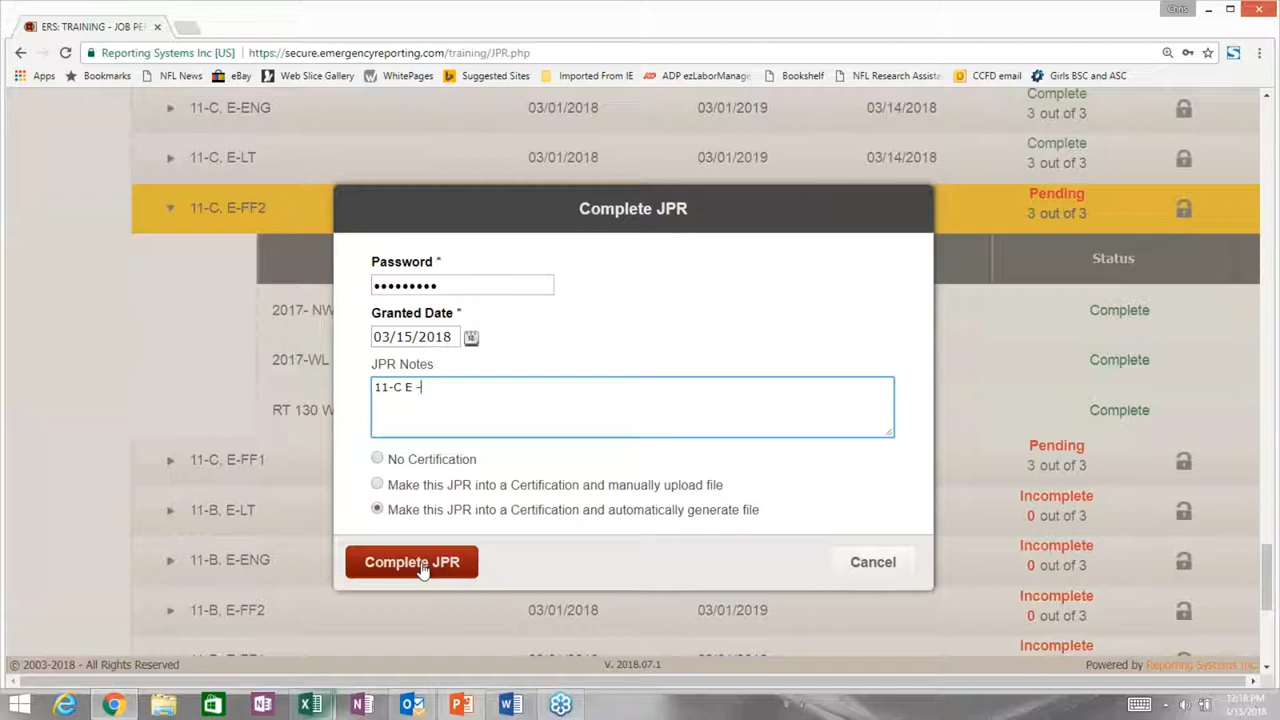 Chris
ERS: TRAINING - JOB PE
Reporting Systems Inc [US] https://secure.emergencyreporting.com/training/JPR.php
Apps Bookmarks NFL News eBay Web Slice Gallery WhitePages Suggested Sites Imported From IE ADP ezLaborManage Bookshelf NFL Research Assista CCFD email Girls BSC and ASC
11-C, E-ENG 03/01/2018 03/01/2019 03/14/2018 Complete
3 out of 3
11-C. E-LT 03/01/2018 03/01/2019 03/14/2018 Complete
3 out of 3
11-C. E-FF2 Pending
3 out of 3
Complete JPR
Status
Password *
•••••••••
Granted Date *
03/15/2018
JPR Notes
11-C E -
2017- NW Complete
2017-WL Complete
RT 130 W Complete
No Certification
Make this JPR into a Certification and manually upload file
Make this JPR into a Certification and automatically generate file
Complete JPR Cancel
11-C, E-FF1 Pending
3 out of 3
11-B, E-LT Incomplete
0 out of 3
11-B. E-ENG Incomplete
0 out of 3
11-B, E-FF2 03/01/2018 03/01/2019 Incomplete
0 out of 3
Incomplete
© 2003-2018 - All Rights Reserved V. 2018.07.1 Powered by Reporting Systems Inc.
12:18 PM